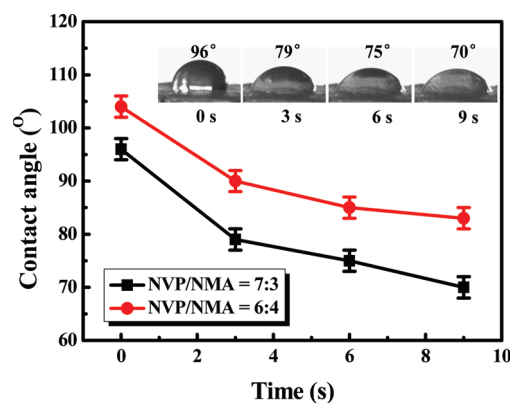 120
110
100
90
80
70
60
Contact angle (°)
96° 79° 75° 70°
0 s 3 s 6 s 9 s
NVP/NMA = 7:3
NVP/NMA = 6:4
0 2 4 6 8 10
Time (s)